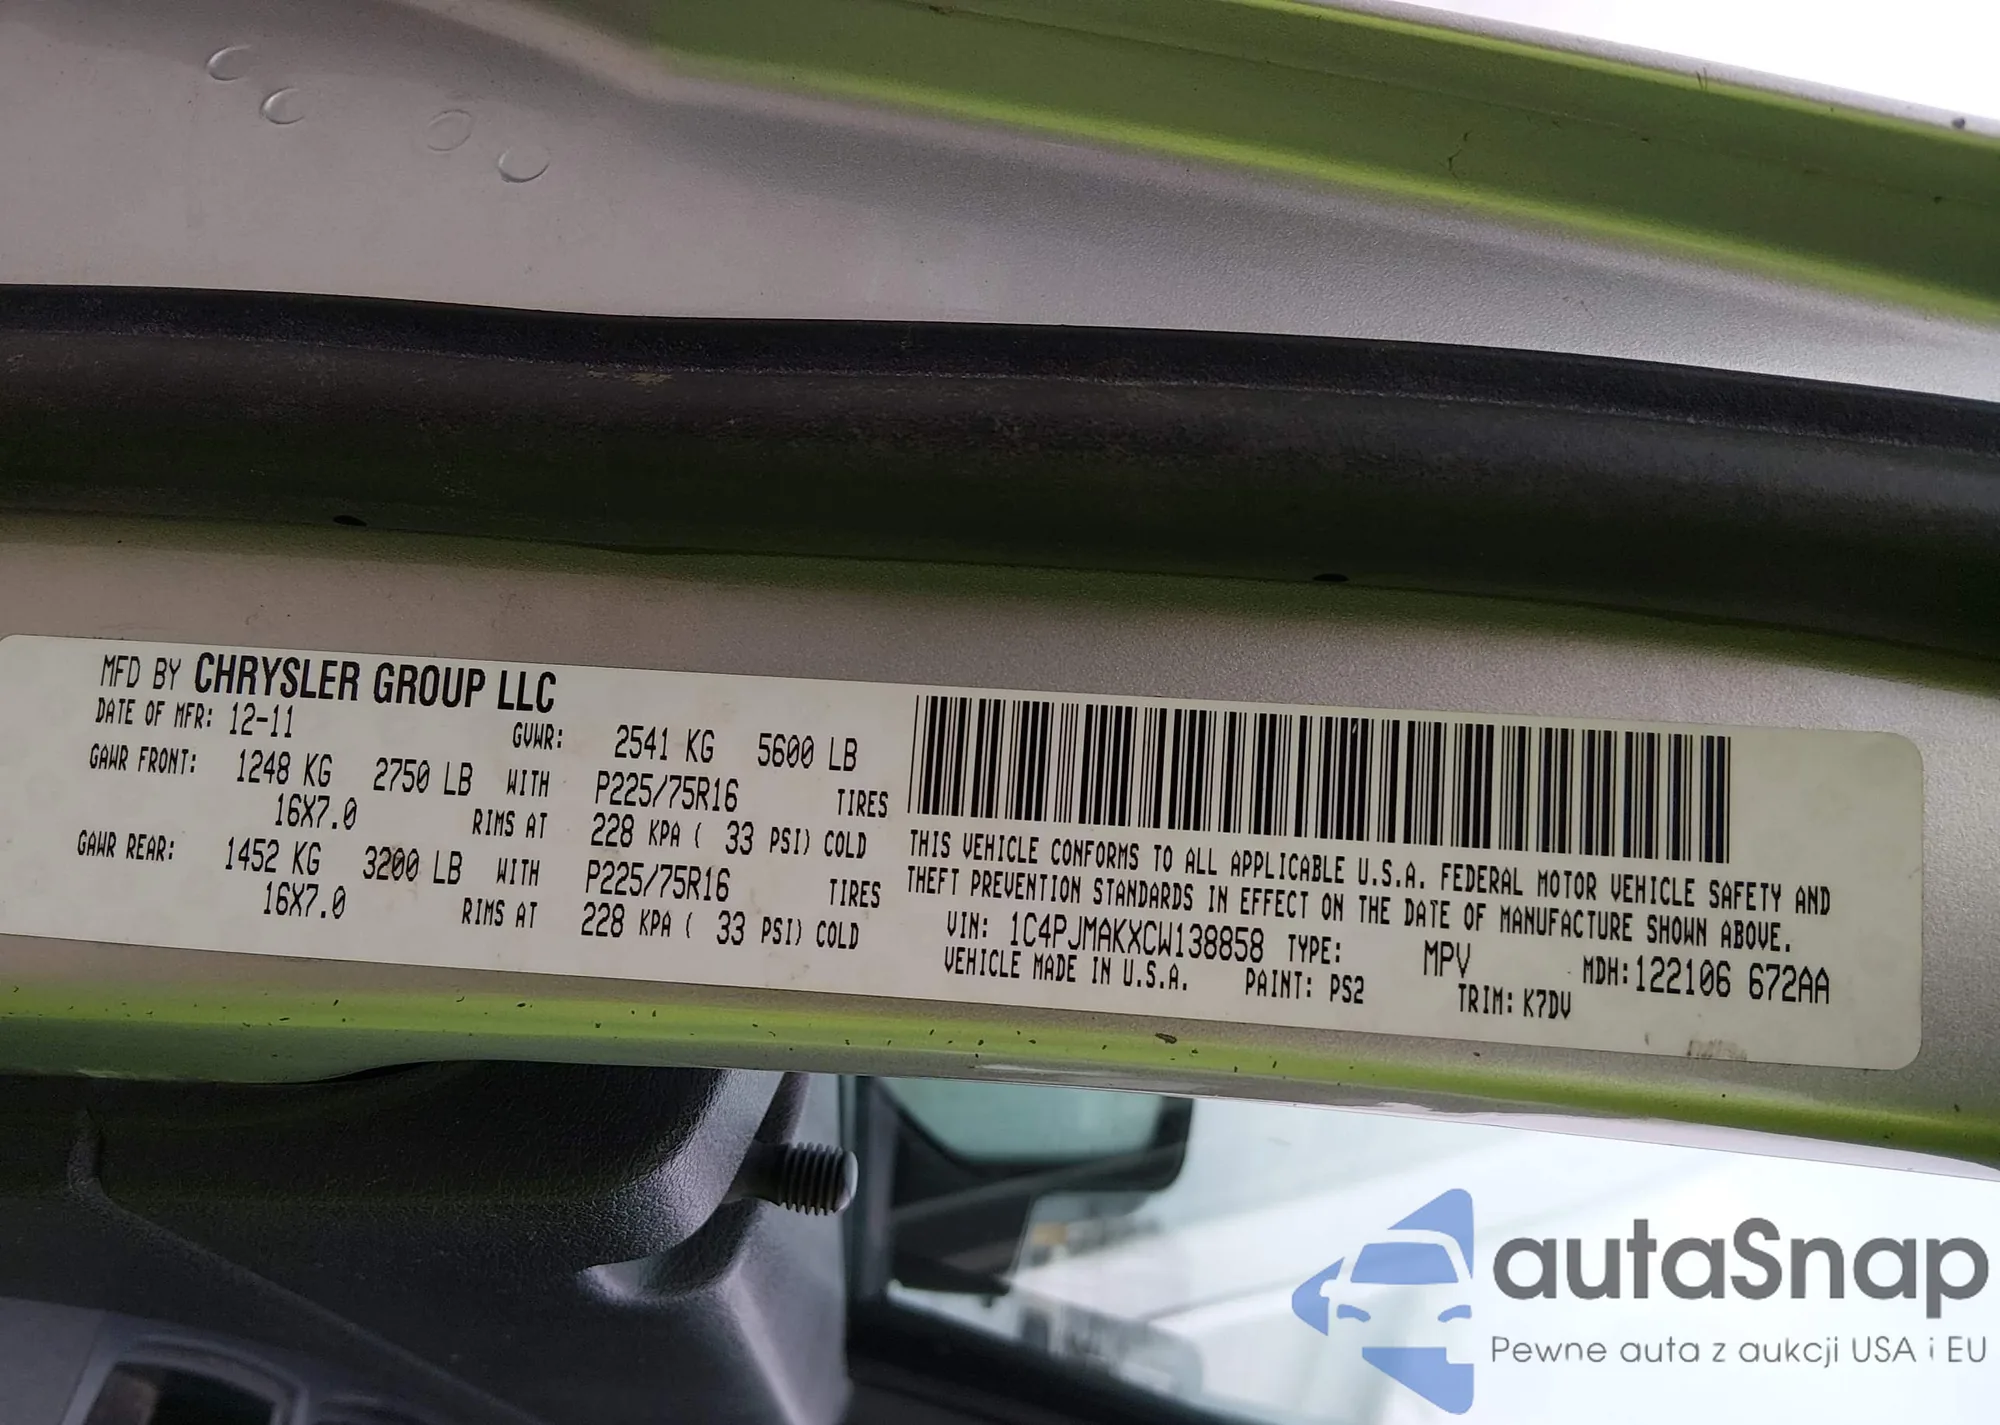 MFD BY CHRYSLER GROUP LLC
DATE OF MFR: 12-11 GVWR: 2541 KG 5600 LB
GAWR FRONT: 1248 KG 2750 LB WITH P225/75R16 TIRES
16X7.0 RIMS AT 228 KPA ( 33 PSI) COLD
GAWR REAR: 1452 KG 3200 LB WITH P225/75R16 TIRES
16X7.0 RIMS AT 228 KPA ( 33 PSI) COLD
THIS VEHICLE CONFORMS TO ALL APPLICABLE U.S.A. FEDERAL MOTOR VEHICLE SAFETY AND
THEFT PREVENTION STANDARDS IN EFFECT ON THE DATE OF MANUFACTURE SHOWN ABOVE.
VIN: 1C4PJMAKXCW138858 TYPE: MPV MDH:122106 672AA
VEHICLE MADE IN U.S.A. PAINT: PS2 TRIM: K7DV
autaSnap
Pewne auta z aukcji USA i EU